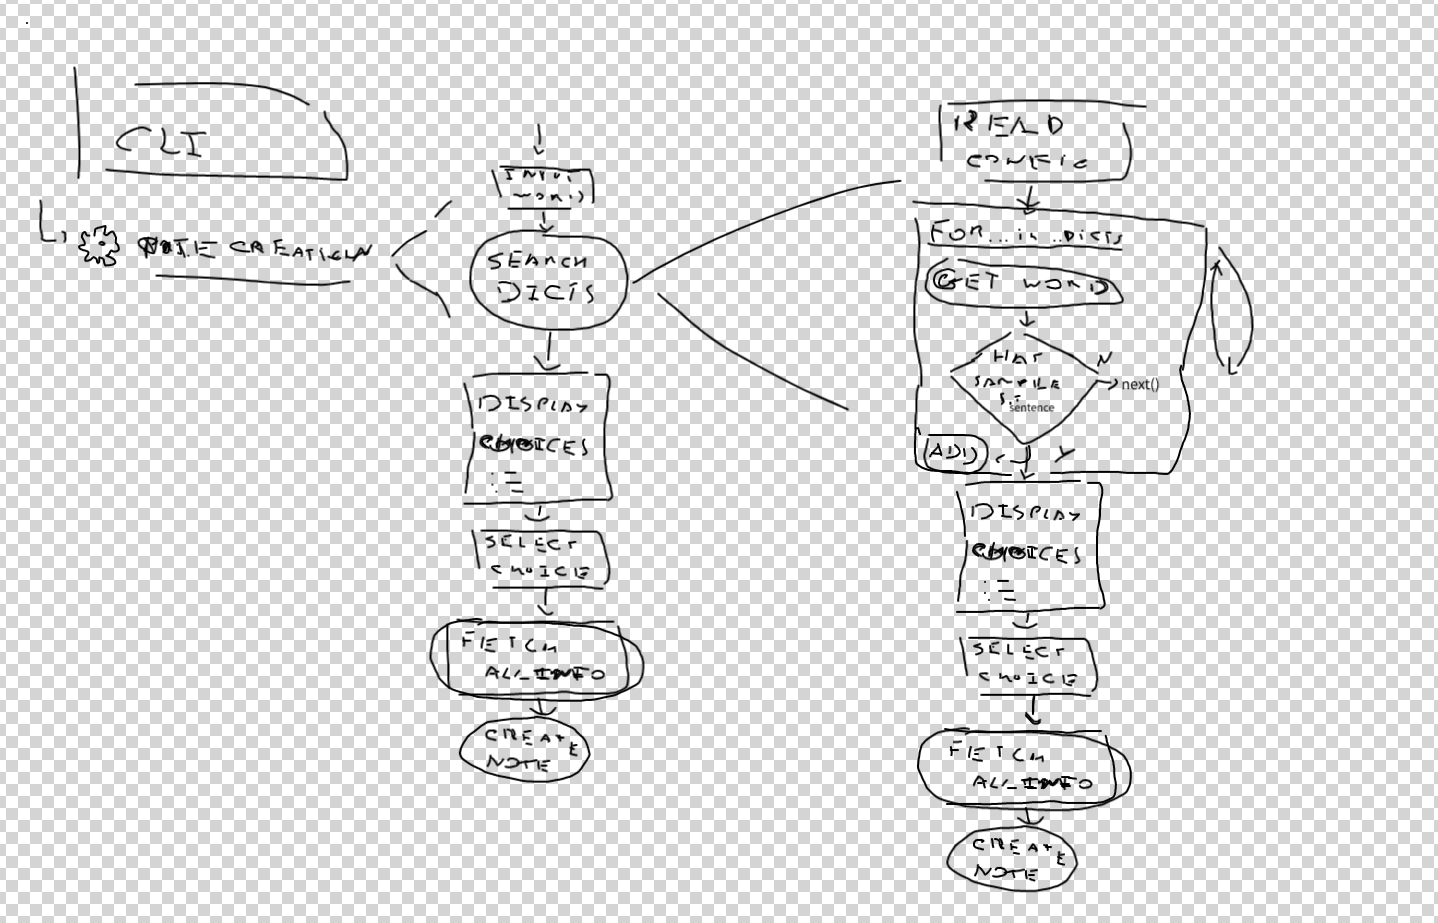 CLI
NOTE CREATION
INPUT
WORD
SEARCH
DICTS
DISPLAY
CHOICES
SELECT
CHOICE
FETCH
ALL INFO
CREATE
NOTE
READ
CONFIG
FOR...in..DICTS
GET WORD
HAS
SAMPLE
sentence
N
next()
Y
ADD
DISPLAY
CHOICES
SELECT
CHOICE
FETCH
ALL INFO
CREATE
NOTE